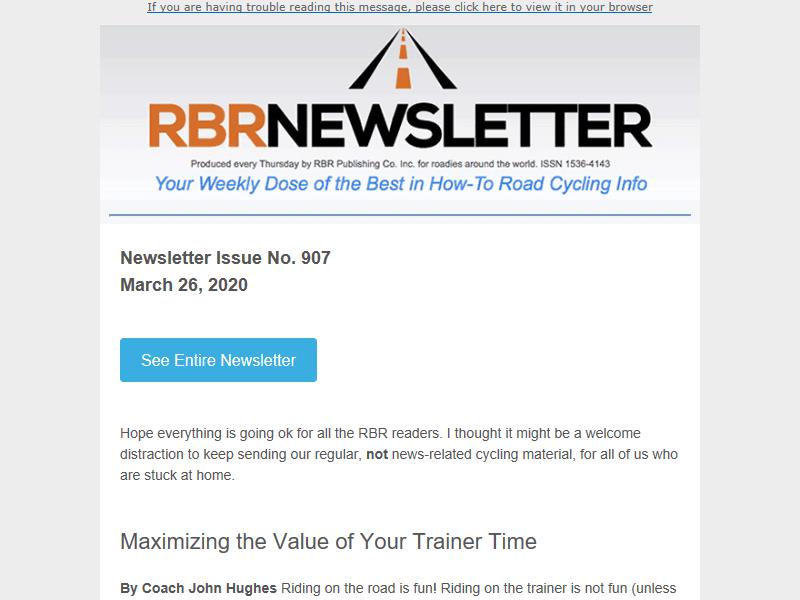 If you are having trouble reading this message, please click here to view it in your browser
RBRNEWSLETTER
Produced every Thursday by RBR Publishing Co. Inc. for roadies around the world. ISSN 1536-4143
Your Weekly Dose of the Best in How-To Road Cycling Info
Newsletter Issue No. 907
March 26, 2020
See Entire Newsletter
Hope everything is going ok for all the RBR readers. I thought it might be a welcome
distraction to keep sending our regular, not news-related cycling material, for all of us who
are stuck at home.
Maximizing the Value of Your Trainer Time
By Coach John Hughes Riding on the road is fun! Riding on the trainer is not fun (unless